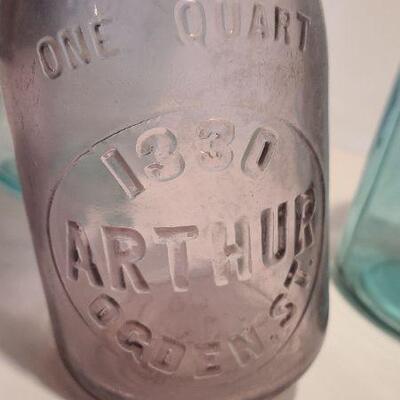 ONE QUART
1330
ARTHUR
OGDEN.ST.